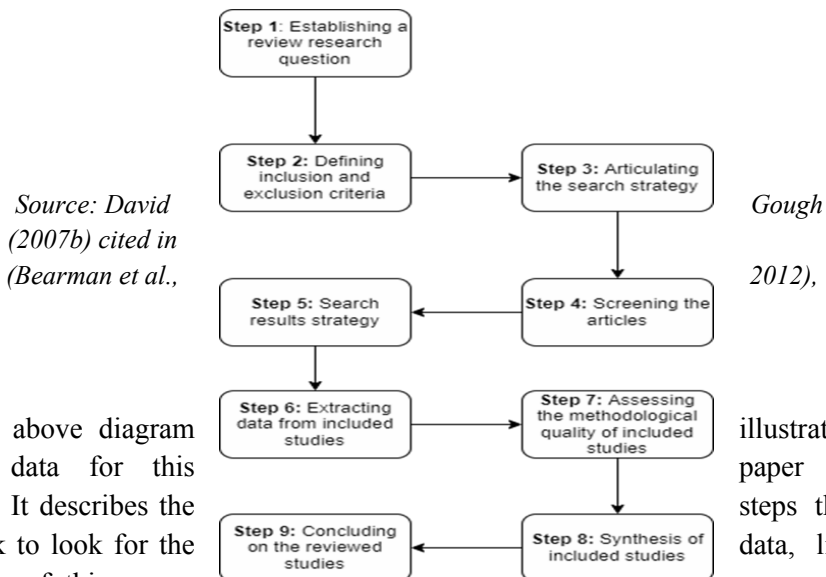 Step 1: Establishing a
review research
question
Step 2: Defining
inclusion and
exclusion criteria
Step 3: Articulating
the search strategy
Step 4: Screening the
articles
Step 5: Search
results strategy
Step 6: Extracting
data from included
studies
Step 7: Assessing
the methodological
quality of included
studies
Step 8: Synthesis of
included studies
Step 9: Concluding
on the reviewed
studies
Source: David Gough
(2007b) cited in
(Bearman et al., 2012),
above diagram
data for this paper
It describes the steps
to look for the data,